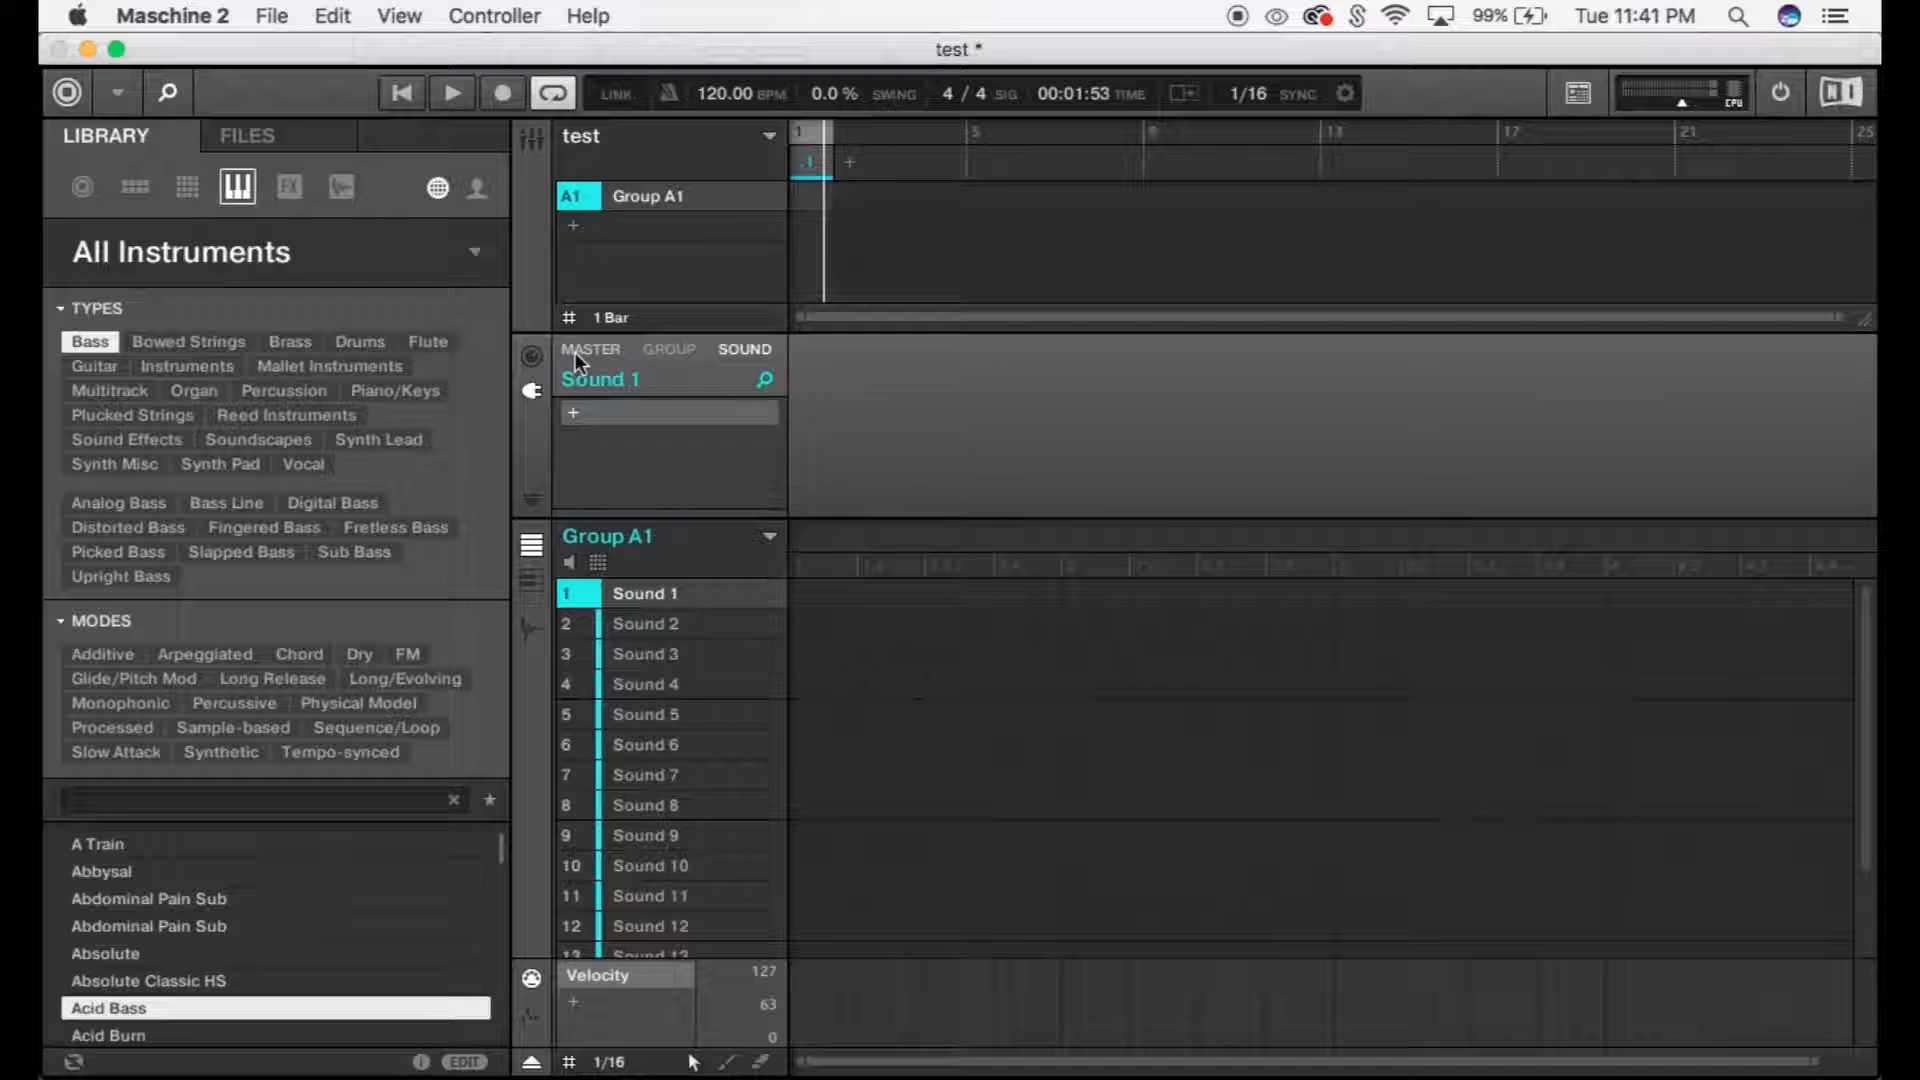 Maschine 2 File Edit View Controller Help 99% Tue 11:41 PM
test *
LINK 120.00 BPM 0.0 % SWING 4 / 4 SIG 00:01:53 TIME 1/16 SYNC CPU
LIBRARY FILES
test
1 5 13 17 21 25
1 +
FX
A1 Group A1
+
All Instruments
TYPES
Bass Bowed Strings Brass Drums Flute
Guitar Instruments Mallet Instruments
Multitrack Organ Percussion Piano/Keys
Plucked Strings Reed Instruments
Sound Effects Soundscapes Synth Lead
Synth Misc Synth Pad Vocal
Analog Bass Bass Line Digital Bass
Distorted Bass Fingered Bass Fretless Bass
Picked Bass Slapped Bass Sub Bass
Upright Bass
MODES
Additive Arpeggiated Chord Dry FM
Glide/Pitch Mod Long Release Long/Evolving
Monophonic Percussive Physical Model
Processed Sample-based Sequence/Loop
Slow Attack Synthetic Tempo-synced
A Train
Abbysal
Abdominal Pain Sub
Abdominal Pain Sub
Absolute
Absolute Classic HS
Acid Bass
Acid Burn
EDIT
1 Bar
MASTER GROUP SOUND
Sound 1
+
Group A1
1 Sound 1
2 Sound 2
3 Sound 3
4 Sound 4
5 Sound 5
6 Sound 6
7 Sound 7
8 Sound 8
9 Sound 9
10 Sound 10
11 Sound 11
12 Sound 12
13 Sound 13
Velocity 127
+ 63
0
1/16